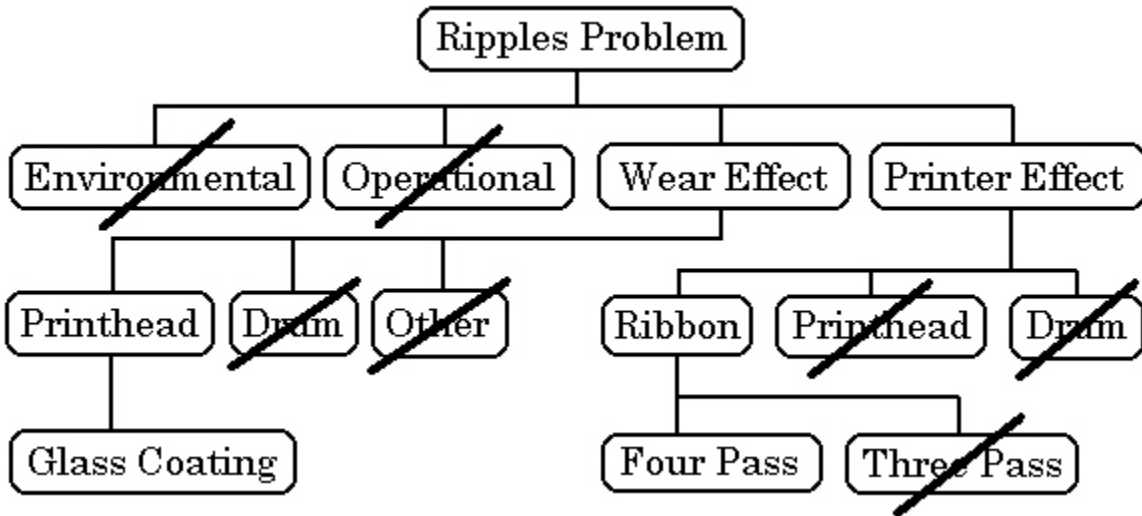 Ripples Problem
Environmental
Operational
Wear Effect
Printer Effect
Printhead
Drum
Other
Ribbon
Printhead
Drum
Glass Coating
Four Pass
Three Pass